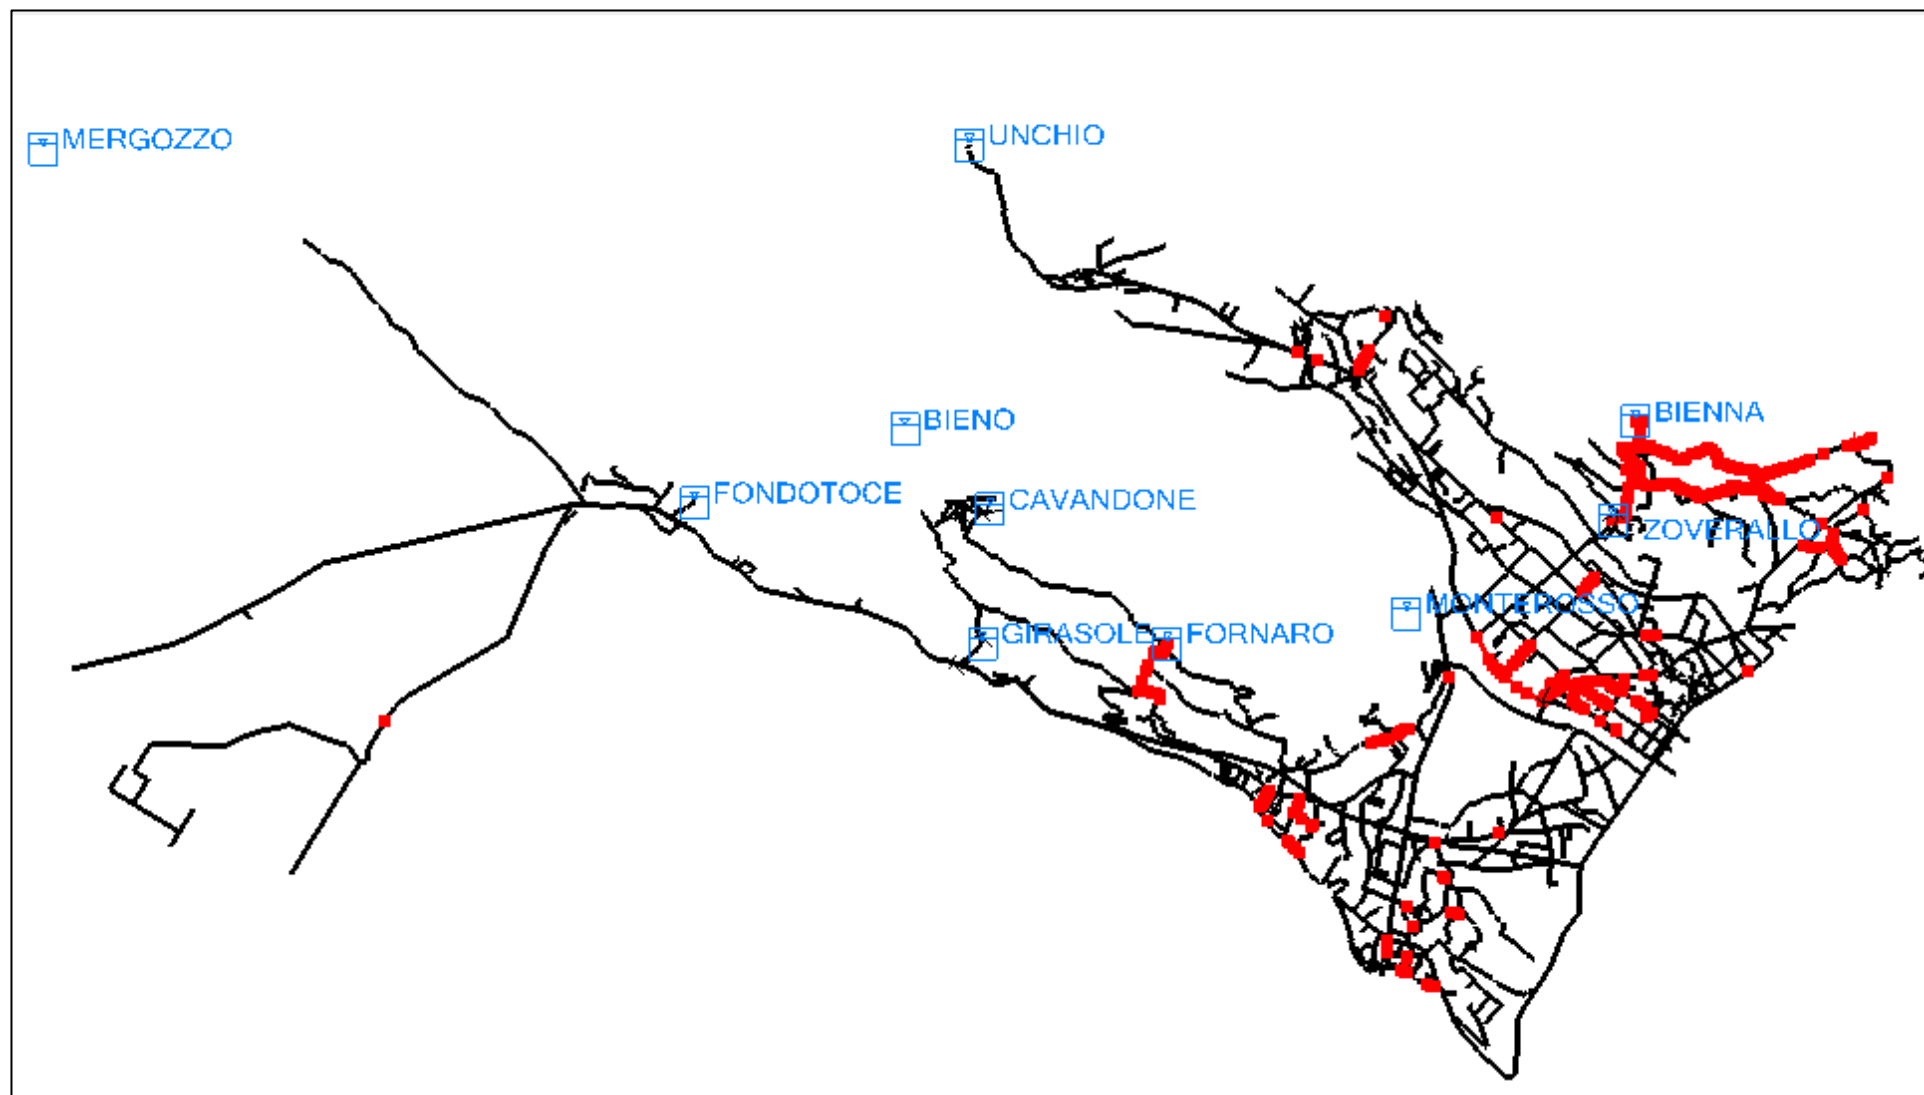 MERGOZZO
UNCHIO
BIENO
BIENNA
FONDOTOCE
CAVANDONE
ZOVERALLO
MONTEROSSO
GIRASOLE
FORNARO